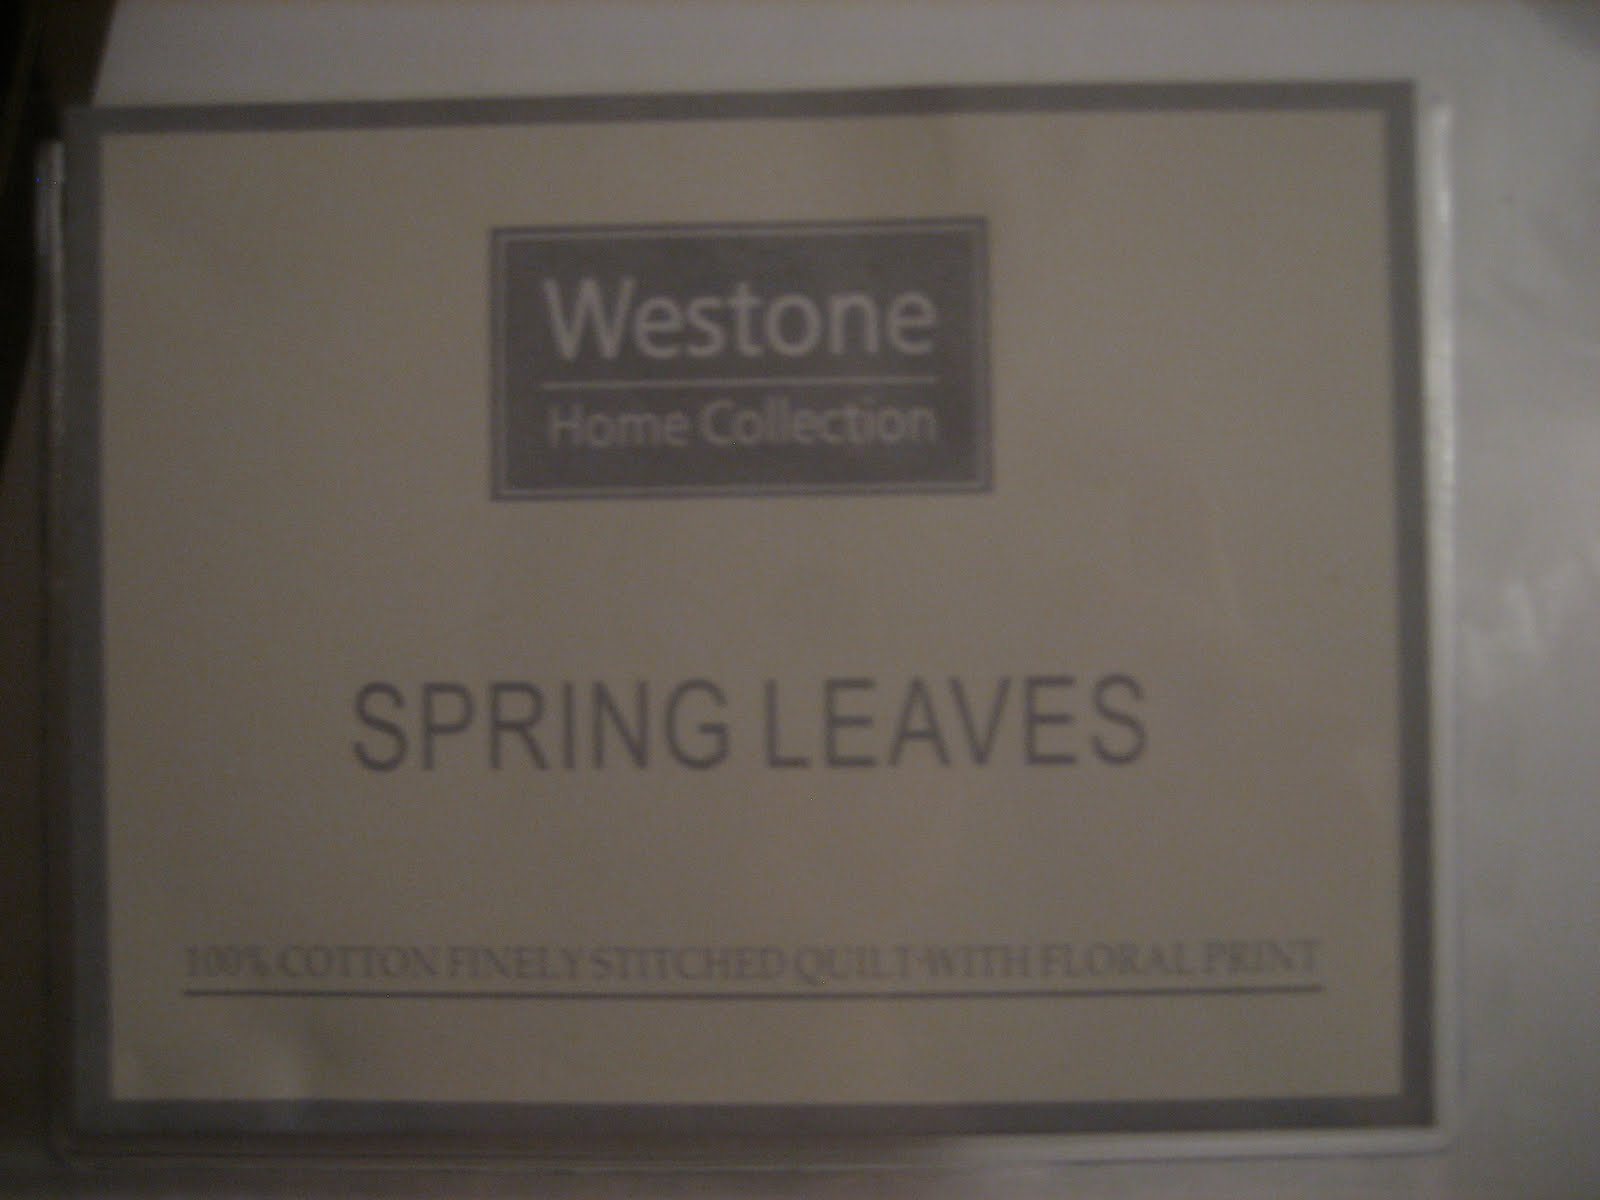 Westone
Home Collection
SPRING LEAVES
100% COTTON FINELY STITCHED QUILT WITH FLORAL PRINT